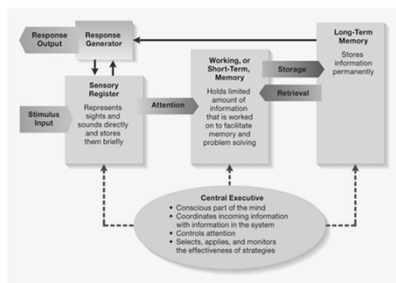 Response
Output
Response
Generator
Long-Term
Memory
Stores
information
permanently
Working, or
Short-Term,
Memory
Holds limited
amount of
information
that is worked
on to facilitate
memory and
problem solving
Storage
Retrieval
Sensory
Register
Represents
sights and
sounds directly
and stores
them briefly
Attention
Stimulus
Input
Central Executive
• Conscious part of the mind
• Coordinates incoming information
with information in the system
• Controls attention
• Selects, applies, and monitors
the effectiveness of strategies